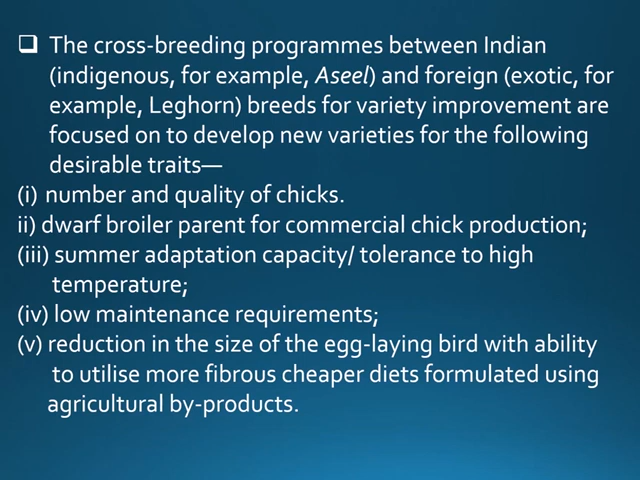 ❑ The cross-breeding programmes between Indian
(indigenous, for example, Aseel) and foreign (exotic, for
example, Leghorn) breeds for variety improvement are
focused on to develop new varieties for the following
desirable traits—
(i) number and quality of chicks.
ii) dwarf broiler parent for commercial chick production;
(iii) summer adaptation capacity/ tolerance to high
temperature;
(iv) low maintenance requirements;
(v) reduction in the size of the egg-laying bird with ability
to utilise more fibrous cheaper diets formulated using
agricultural by-products.